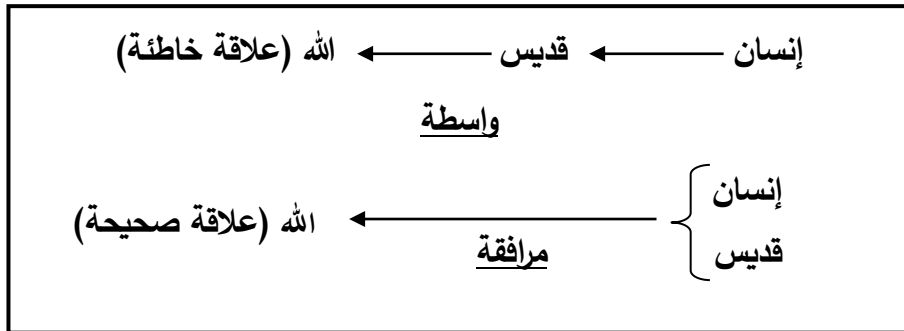 إنسان قديس الله (علاقة خاطئة)
واسطة
إنسان
الله (علاقة صحيحة)
قديس
مرافقة